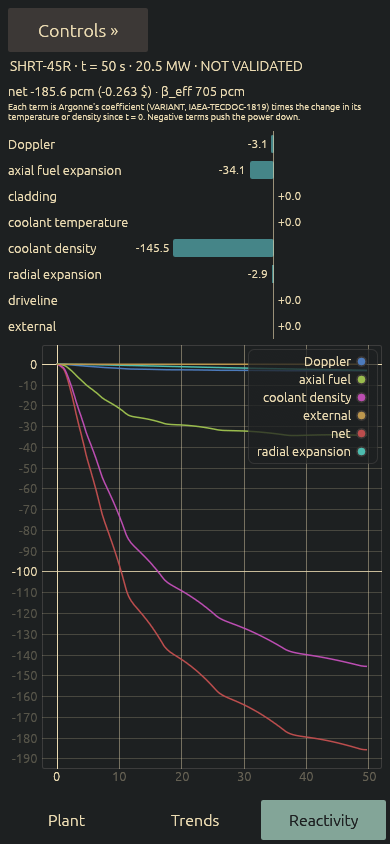 Controls »
SHRT-45R · t = 50 s · 20.5 MW · NOT VALIDATED
net -185.6 pcm (-0.263 $) · β_eff 705 pcm
Each term is Argonne's coefficient (VARIANT, IAEA-TECDOC-1819) times the change in its
temperature or density since t = 0. Negative terms push the power down.
Doppler -3.1
axial fuel expansion -34.1
cladding +0.0
coolant temperature +0.0
coolant density -145.5
radial expansion -2.9
driveline +0.0
external +0.0
Doppler
axial fuel
coolant density
external
net
radial expansion
0
-10
-20
-30
-40
-50
-60
-70
-80
-90
-100
-110
-120
-130
-140
-150
-160
-170
-180
-190
0 10 20 30 40 50
Plant Trends Reactivity